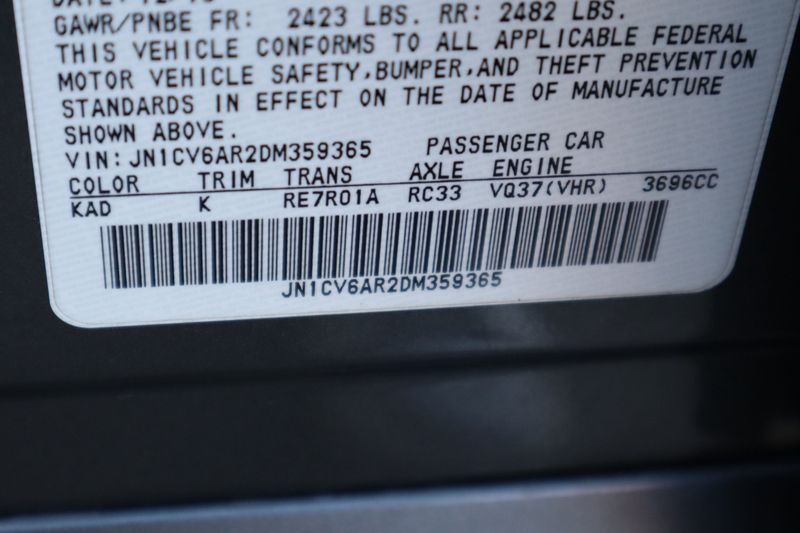 GAWR/PNBE FR: 2423 LBS. RR: 2482 LBS.
THIS VEHICLE CONFORMS TO ALL APPLICABLE FEDERAL
MOTOR VEHICLE SAFETY,BUMPER,AND THEFT PREVENTION
STANDARDS IN EFFECT ON THE DATE OF MANUFACTURE
SHOWN ABOVE.
VIN:JN1CV6AR2DM359365 PASSENGER CAR
COLOR TRIM TRANS AXLE ENGINE
KAD K RE7R01A RC33 VQ37(VHR) 3696CC
JN1CV6AR2DM359365